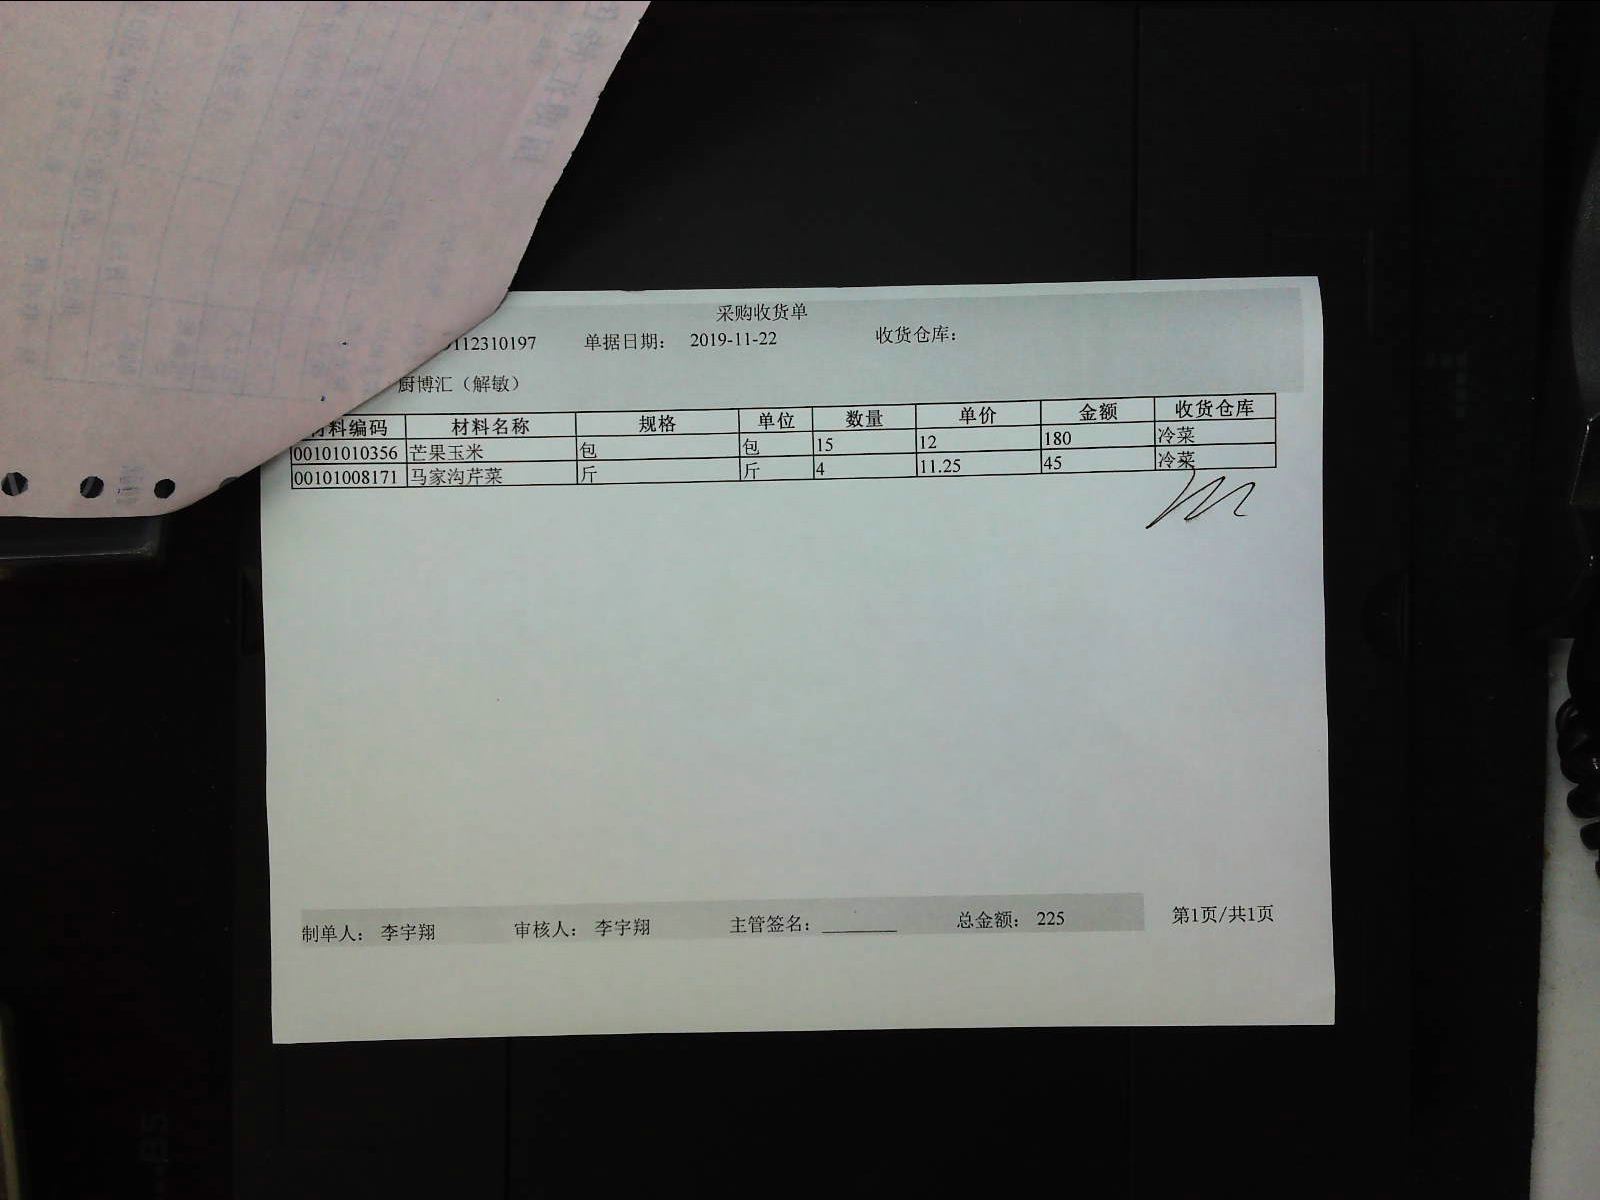 采购收货单
9112310197 单据日期： 2019-11-22 收货仓库：
厨博汇（解敏）
材料编码 材料名称 规格 单位 数量 单价 金额 收货仓库
00101010356 芒果玉米 包 包 15 12 180 冷菜
00101008171 马家沟芹菜 斤 斤 4 11.25 45 冷菜
制单人： 李宇翔 审核人： 李宇翔 主管签名： 总金额： 225 第1页/共1页